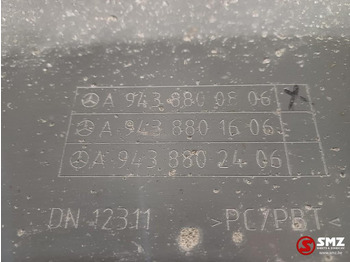 A 943 880 08 06 X
A 943 880 16 06
A 943 880 24 06
DN 12311 >PC/PBT<
SMZ